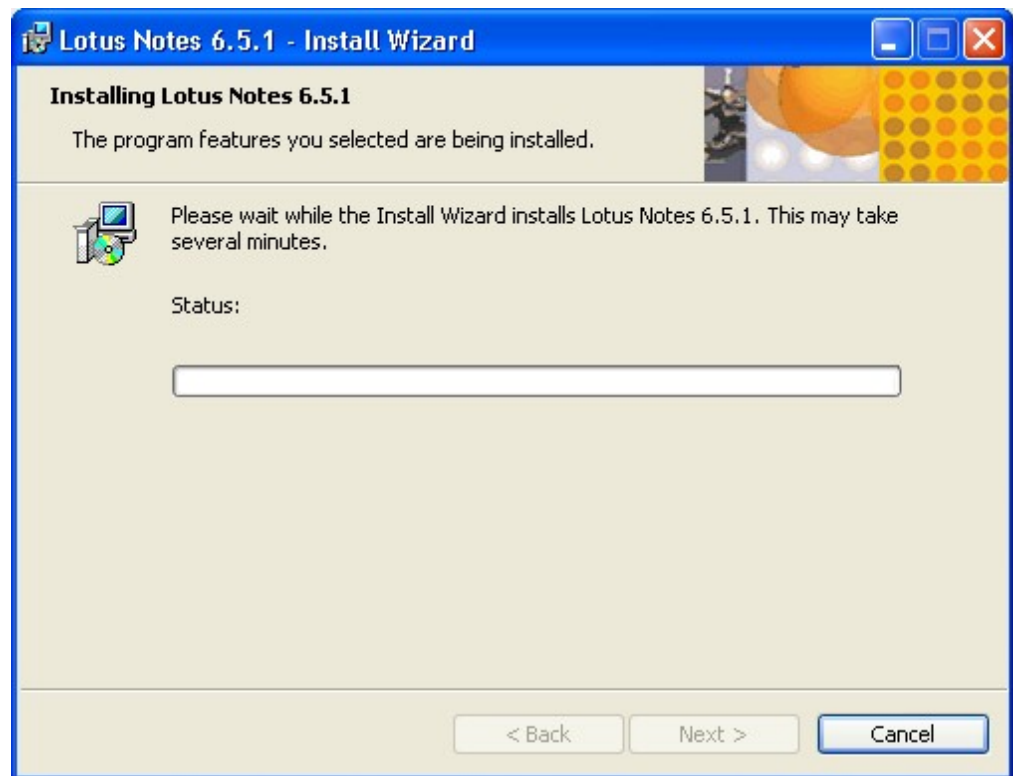 Lotus Notes 6.5.1 - Install Wizard
Installing Lotus Notes 6.5.1
The program features you selected are being installed.
Please wait while the Install Wizard installs Lotus Notes 6.5.1. This may take
several minutes.
Status:
< Back Next > Cancel